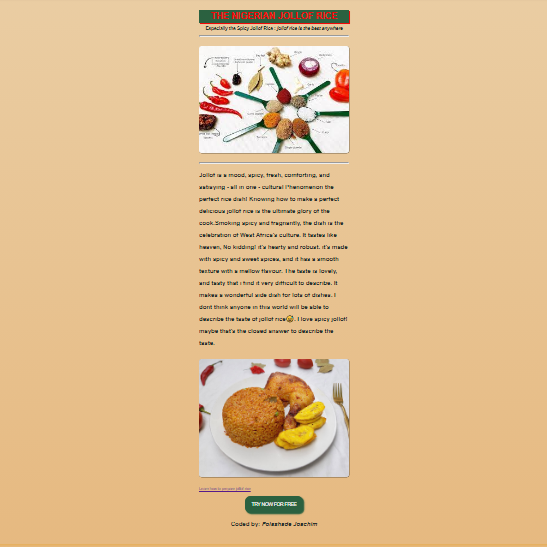 THE NIGERIAN JOLLOF RICE
Especially the Spicy Jollof Rice : jollof rice is the best anywhere
Jollof is a mood, spicy, fresh, comforting, and
satisying - all in one - cultural Phenomenon the
perfect rice dish! Knowing how to make a perfect
delicious jollof rice is the ultimate glory of the
cook.Smoking spicy and fragrantly, the dish is the
celebration of West Africa's culture. It tastes like
heaven, No kidding! it's hearty and robust. it's made
with spicy and sweet spices, and it has a smooth
texture with a mellow flavour. The taste is lovely,
and tasty that i find it very difficult to describe. It
makes a wonderful side dish for lots of dishes. I
dont think anyone in this world will be able to
describe the taste of jollof rice😋. I love spicy jollof!
maybe that's the closed answer to describe the
taste.
TRY NOW FOR FREE
Coded by: Folashade Joachim